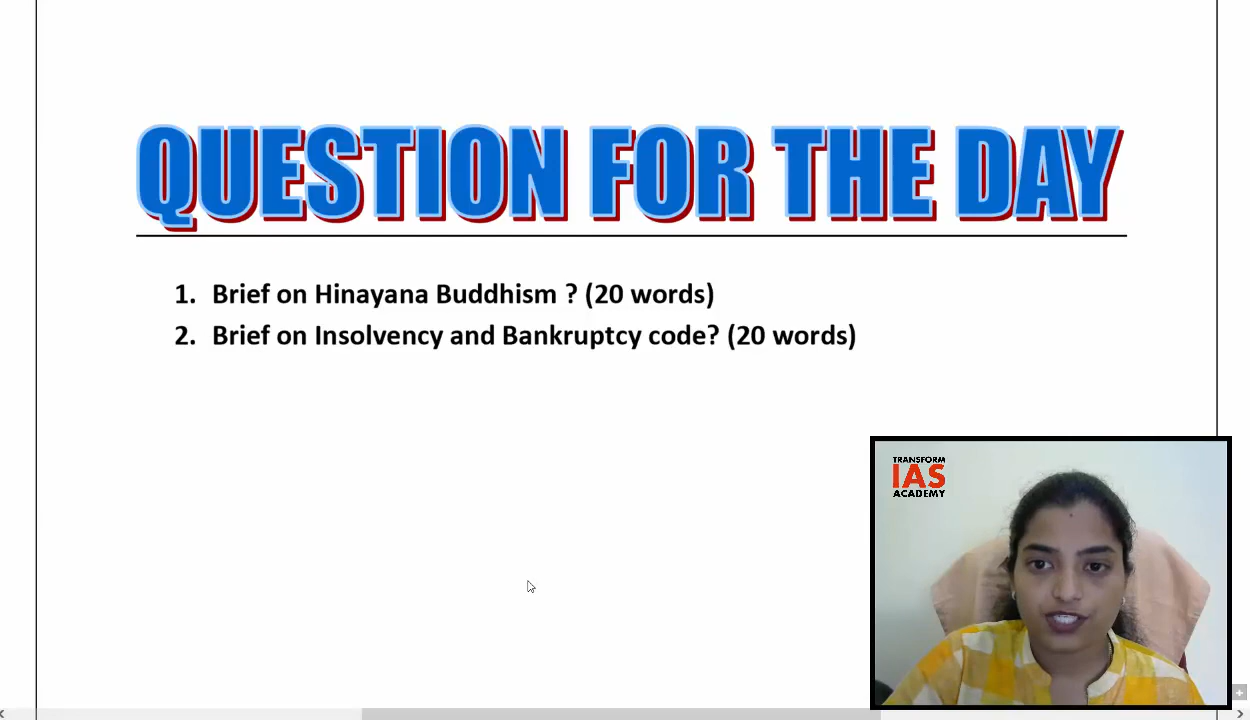 QUESTION FOR THE DAY
1. Brief on Hinayana Buddhism ? (20 words)
2. Brief on Insolvency and Bankruptcy code? (20 words)
TRANSFORM
IAS
ACADEMY